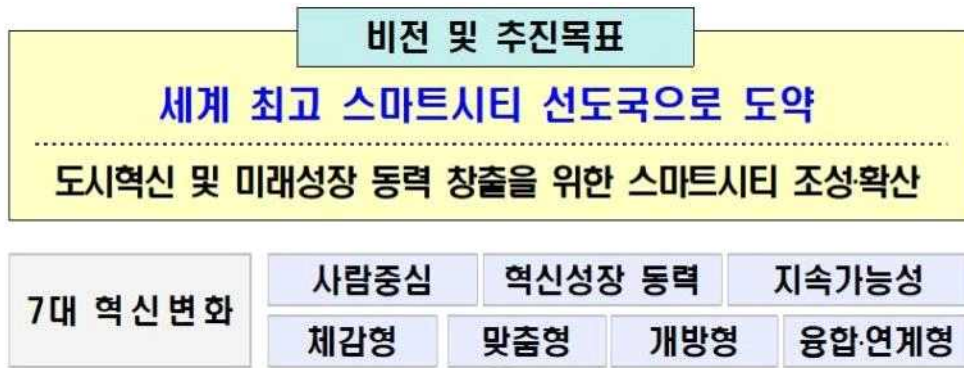 비전 및 추진목표
세계 최고 스마트시티 선도국으로 도약
도시혁신 및 미래성장 동력 창출을 위한 스마트시티 조성·확산
7대 혁신변화
사람중심 혁신성장 동력 지속가능성
체감형 맞춤형 개방형 융합·연계형